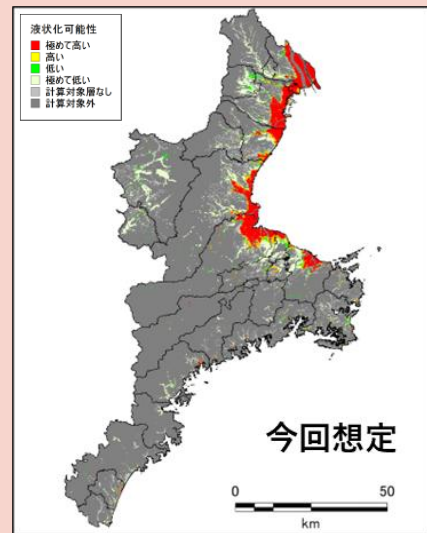 液状化可能性
極めて高い
高い
低い
極めて低い
計算対象層なし
計算対象外
今回想定
0 50
km